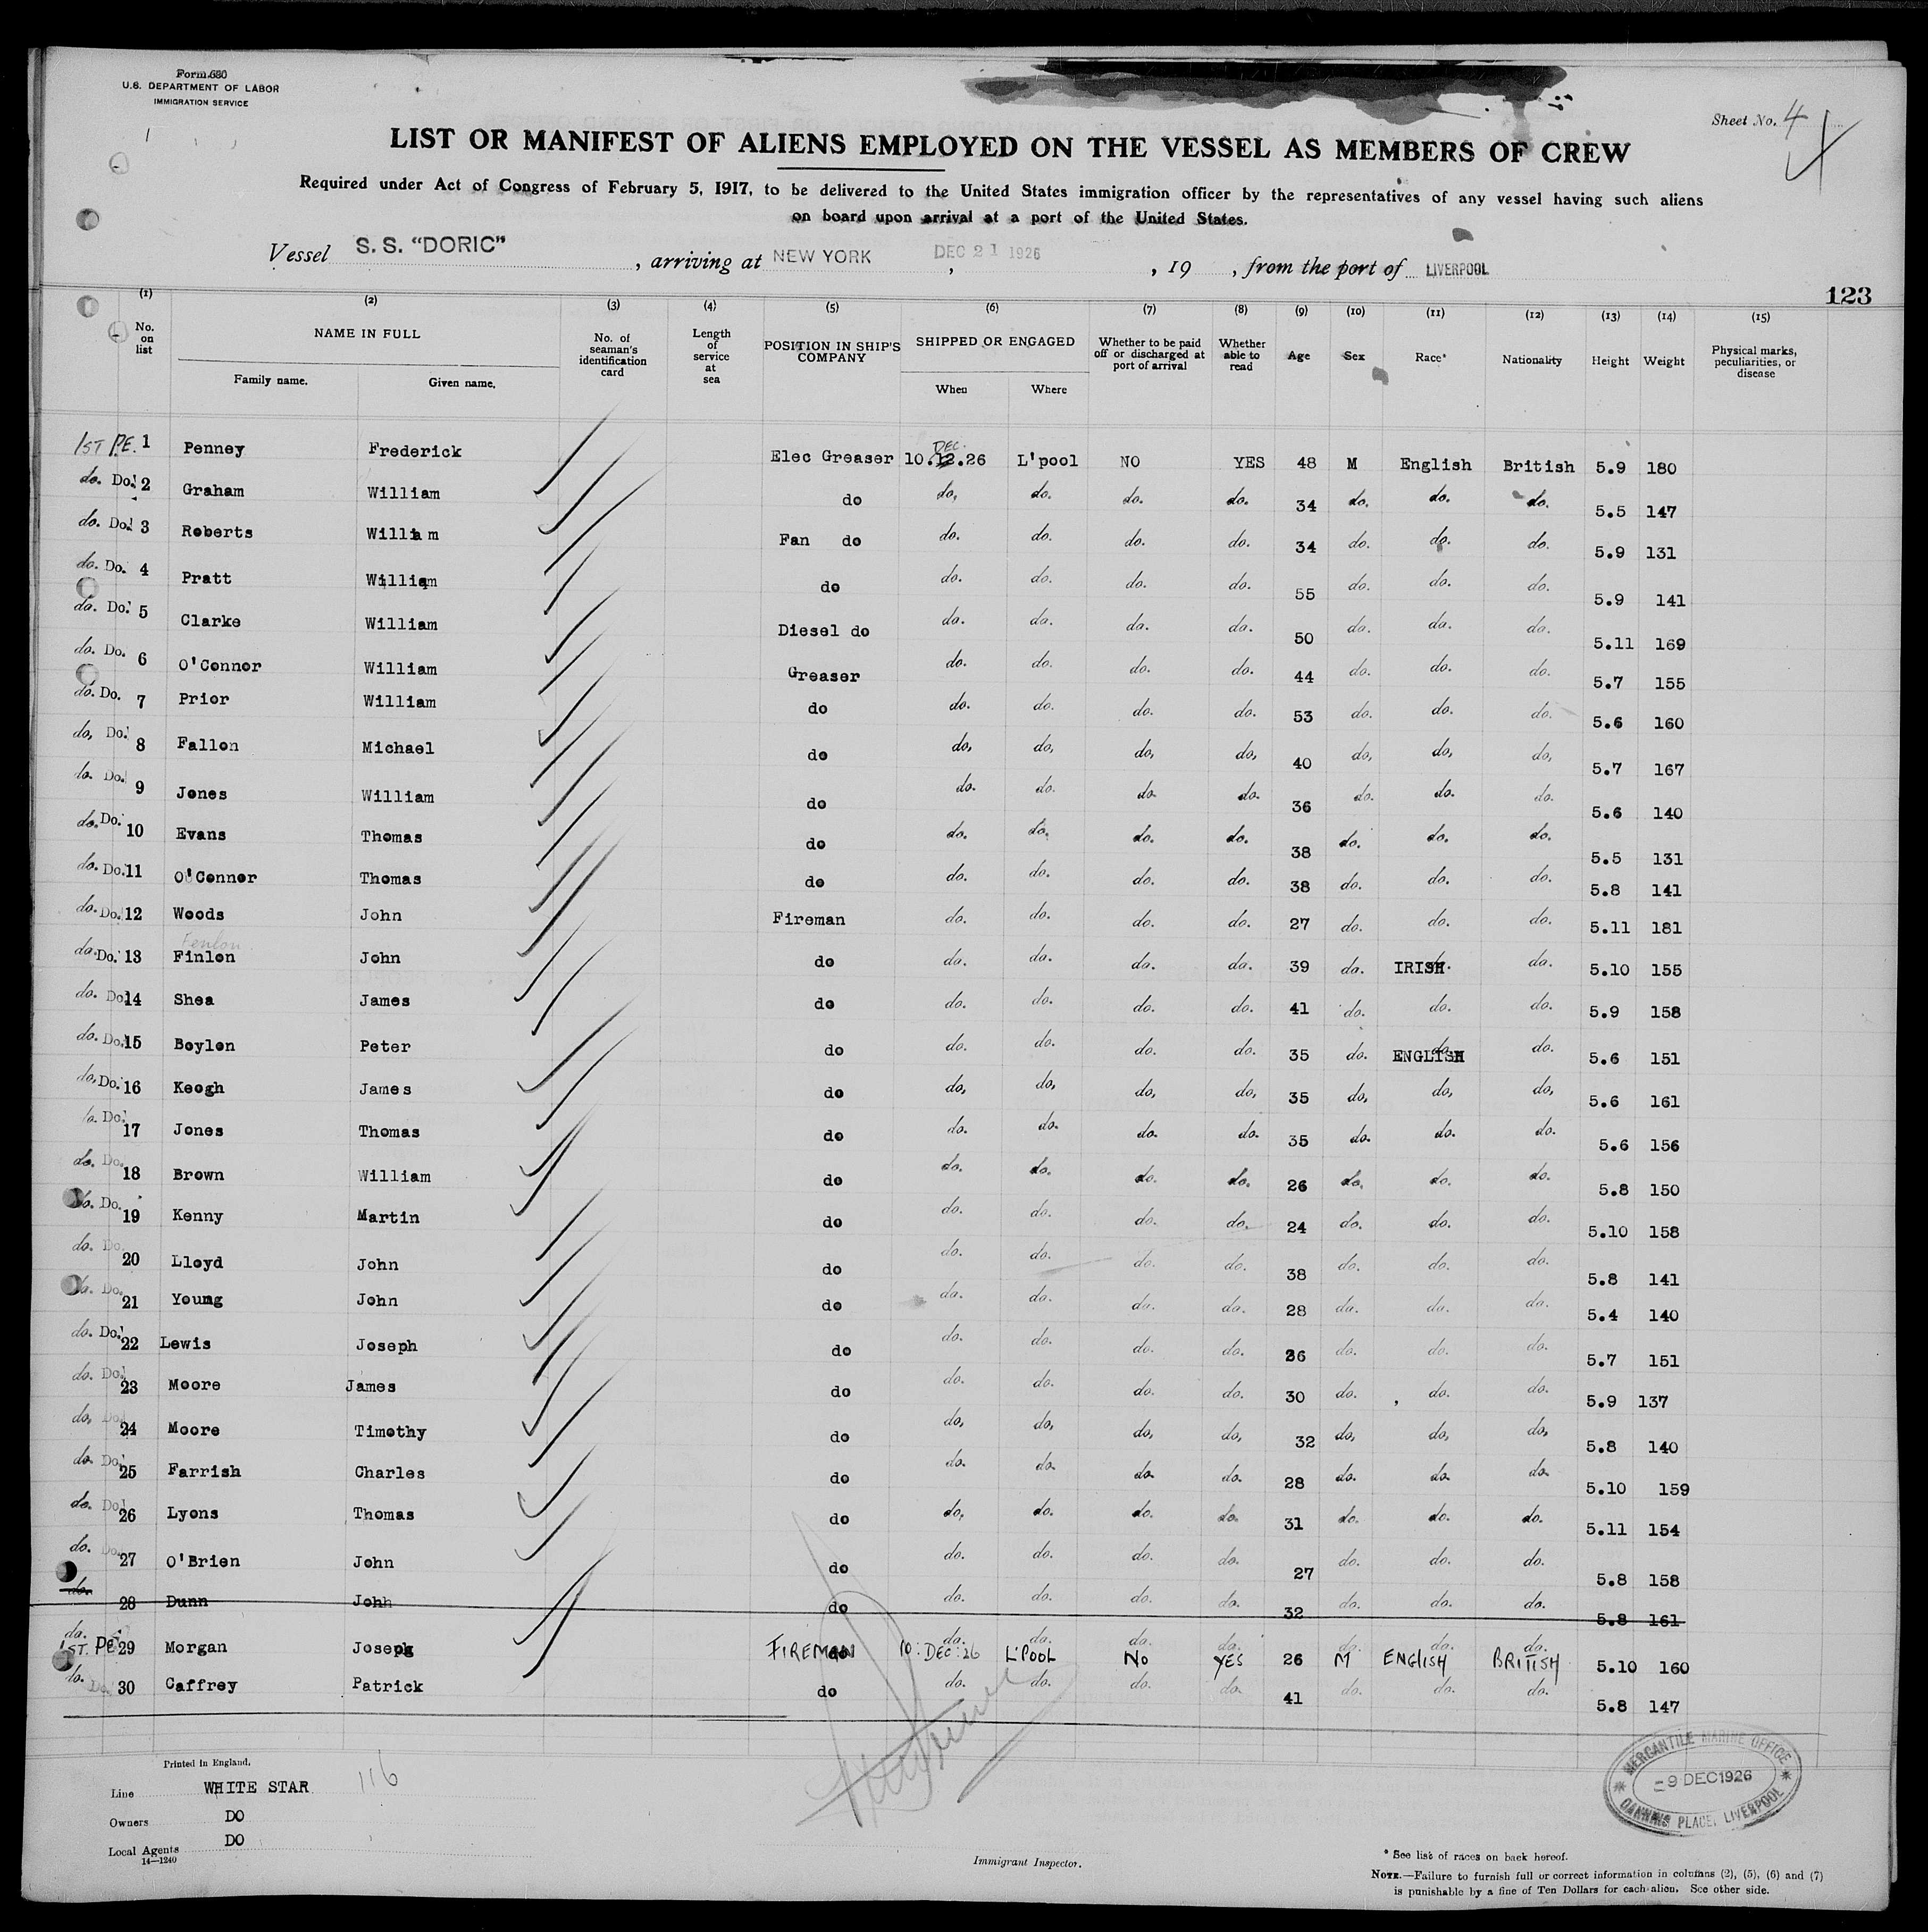 Form 680
U.S. DEPARTMENT OF LABOR
IMMIGRATION SERVICE
Sheet No. 4
LIST OR MANIFEST OF ALIENS EMPLOYED ON THE VESSEL AS MEMBERS OF CREW
Required under Act of Congress of February 5, 1917, to be delivered to the United States immigration officer by the representatives of any vessel having such aliens
on board upon arrival at a port of the United States.
Vessel S. S. "DORIC" , arriving at NEW YORK DEC 21 1926 , 19 , from the port of LIVERPOOL
123
(1) No. on list (2) NAME IN FULL Family name. Given name. (3) No. of seaman's identification card (4) Length of service at sea (5) POSITION IN SHIP'S COMPANY (6) SHIPPED OR ENGAGED When Where (7) Whether to be paid off or discharged at port of arrival (8) Whether able to read (9) Age (10) Sex (11) Race* (12) Nationality (13) Height (14) Weight (15) Physical marks, peculiarities, or disease
1ST P.E. 1 Penney Frederick Elec Greaser 10.12.26 DEC. L'pool NO YES 48 M English British 5.9 180
do. Do. 2 Graham William do do. do. do. do. 34 do. do. do. 5.5 147
do. Do. 3 Roberts William Fan do do. do. do. do. 34 do. do. do. 5.9 131
do. Do. 4 Pratt William do do. do. do. do. 55 do. do. do. 5.9 141
do. Do. 5 Clarke William Diesel do do. do. do. do. 50 do. do. do. 5.11 169
do. Do. 6 O'Connor William Greaser do. do. do. do. 44 do. do. do. 5.7 155
do. Do. 7 Prior William do do. do. do. do. 53 do. do. do. 5.6 160
do. Do. 8 Fallon Michael do do. do. do. do. 40 do. do. do. 5.7 167
do. Do. 9 Jones William do do. do. do. do. 36 do. do. do. 5.6 140
do. Do. 10 Evans Thomas do do. do. do. do. 38 do. do. do. 5.5 131
do. Do. 11 O'Connor Thomas do do. do. do. do. 38 do. do. do. 5.8 141
do. Do. 12 Woods John Fireman do. do. do. do. 27 do. do. do. 5.11 181
Fenlon
do. Do. 13 Finlon John do do. do. do. do. 39 do. IRISH do. do. 5.10 155
do. Do. 14 Shea James do do. do. do. do. 41 do. do. do. 5.9 158
do. Do. 15 Boylon Peter do do. do. do. do. 35 do. ENGLISH do. do. 5.6 151
do. Do. 16 Keogh James do do. do. do. do. 35 do. do. do. 5.6 161
do. Do. 17 Jones Thomas do do. do. do. do. 35 do. do. do. 5.6 156
do. Do. 18 Brown William do do. do. do. do. 26 do. do. do. 5.8 150
do. Do. 19 Kenny Martin do do. do. do. do. 24 do. do. do. 5.10 158
do. Do. 20 Lloyd John do do. do. do. do. 38 do. do. do. 5.8 141
do. Do. 21 Young John do do. do. do. do. 28 do. do. do. 5.4 140
do. Do. 22 Lewis Joseph do do. do. do. do. do. do. do. 5.7 151
do. Do. 23 Moore James do do. do. do. do. 30 do. do. do. 5.9 137
do. Do. 24 Moore Timothy do do. do. do. do. 32 do. do. do. 5.8 140
do. Do. 25 Farrish Charles do do. do. do. do. 28 do. do. do. 5.10 159
do. Do. 26 Lyons Thomas do do. do. do. do. 31 do. do. do. 5.11 154
do. Do. 27 O'Brien John do do. do. do. do. 27 do. do. do. 5.8 158
do. 28 Dunn John do do. do. do. do. 32 do. do. do. 5.8 161
do. do. do. do. do. do. do. do.
1ST. P.E. 29 Morgan Joseph FIREMAN do 10:DEC:26 L'POOL NO YES 26 M ENGLISH BRITISH 5.10 160
do. Do. 30 Caffrey Patrick do do. do. do. do. 41 do. do. do. 5.8 147
Printed in England.
Line WHITE STAR 116
Owners DO
Local Agents DO
14—1240
Immigrant Inspector.
MERCANTILE MARINE OFFICE
9 DEC 1926
CANNING PLACE, LIVERPOOL
* See list of races on back hereof.
NOTE.—Failure to furnish full or correct information in columns (2), (5), (6) and (7)
is punishable by a fine of Ten Dollars for each alien. See other side.